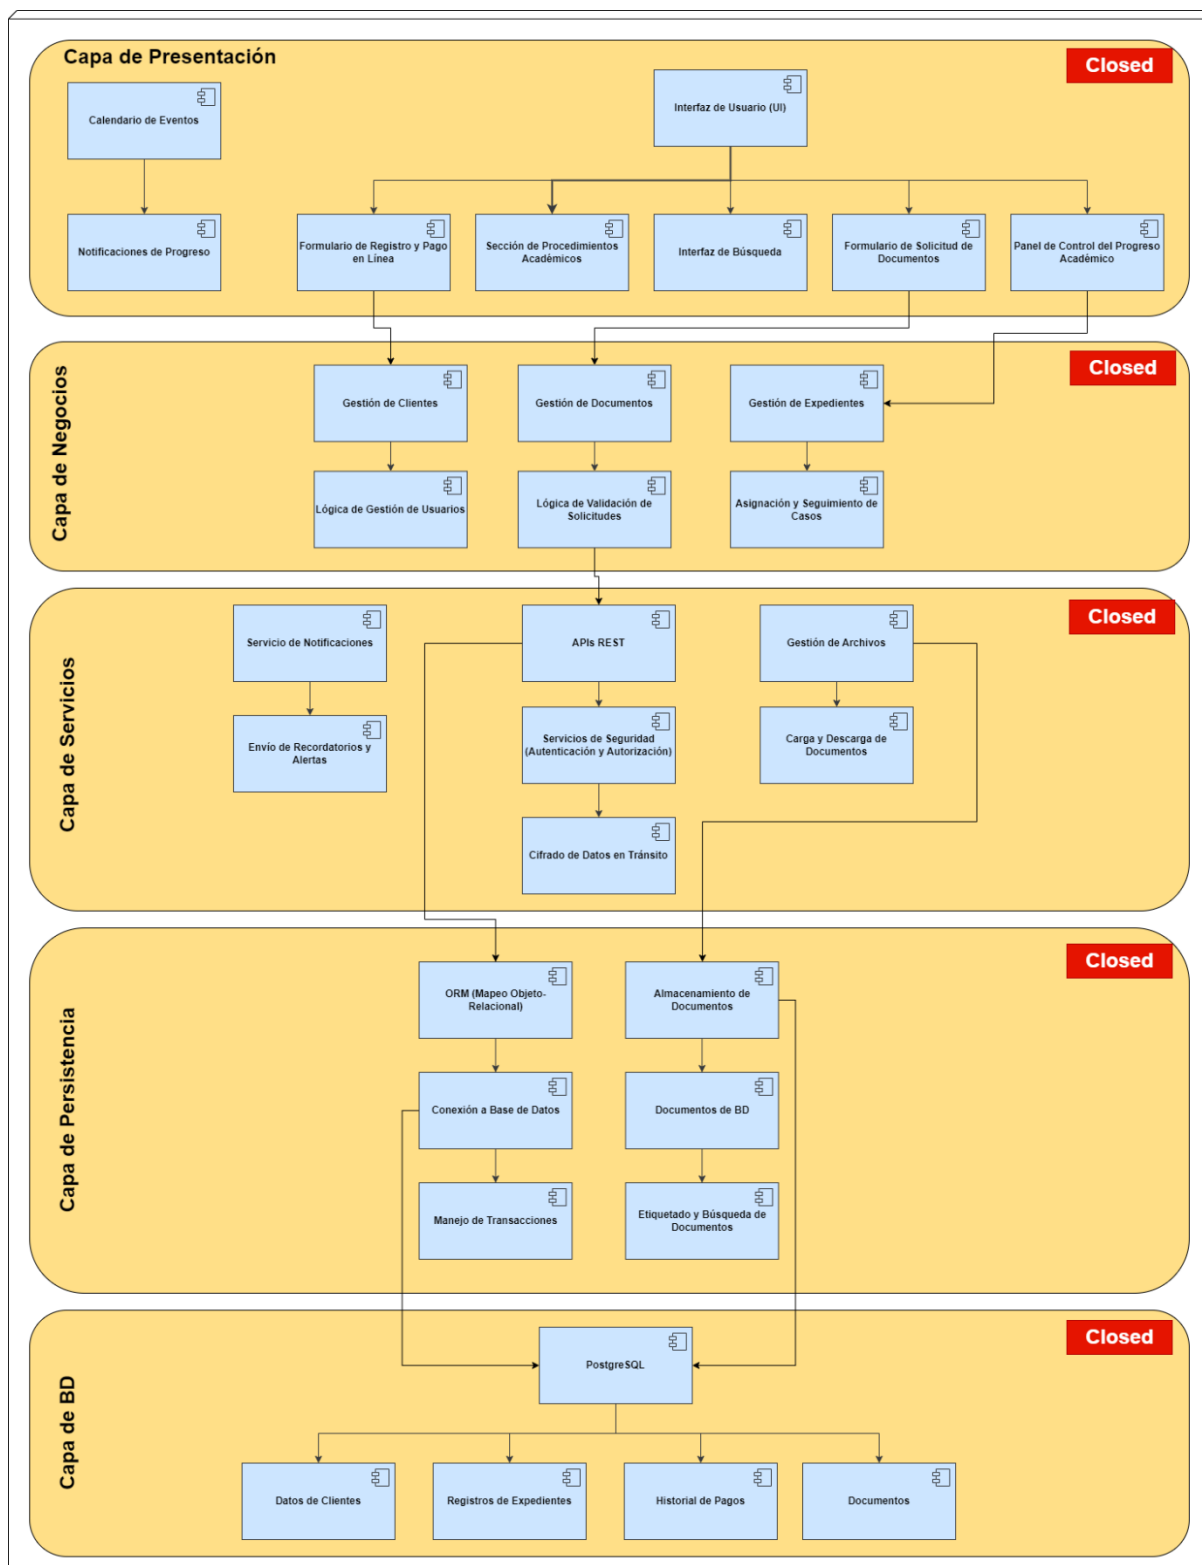 Capa de Presentación
Closed
Calendario de Eventos
Interfaz de Usuario (UI)
Notificaciones de Progreso
Formulario de Registro y Pago
en Línea
Sección de Procedimientos
Académicos
Interfaz de Búsqueda
Formulario de Solicitud de
Documentos
Panel de Control del Progreso
Académico
Capa de Negocios
Closed
Gestión de Clientes
Gestión de Documentos
Gestión de Expedientes
Lógica de Gestión de Usuarios
Lógica de Validación de
Solicitudes
Asignación y Seguimiento de
Casos
Capa de Servicios
Closed
Servicio de Notificaciones
APIs REST
Gestión de Archivos
Envío de Recordatorios y
Alertas
Servicios de Seguridad
(Autenticación y Autorización)
Carga y Descarga de
Documentos
Cifrado de Datos en Tránsito
Capa de Persistencia
Closed
ORM (Mapeo Objeto-
Relacional)
Almacenamiento de
Documentos
Conexión a Base de Datos
Documentos de BD
Manejo de Transacciones
Etiquetado y Búsqueda de
Documentos
Capa de BD
Closed
PostgreSQL
Datos de Clientes
Registros de Expedientes
Historial de Pagos
Documentos